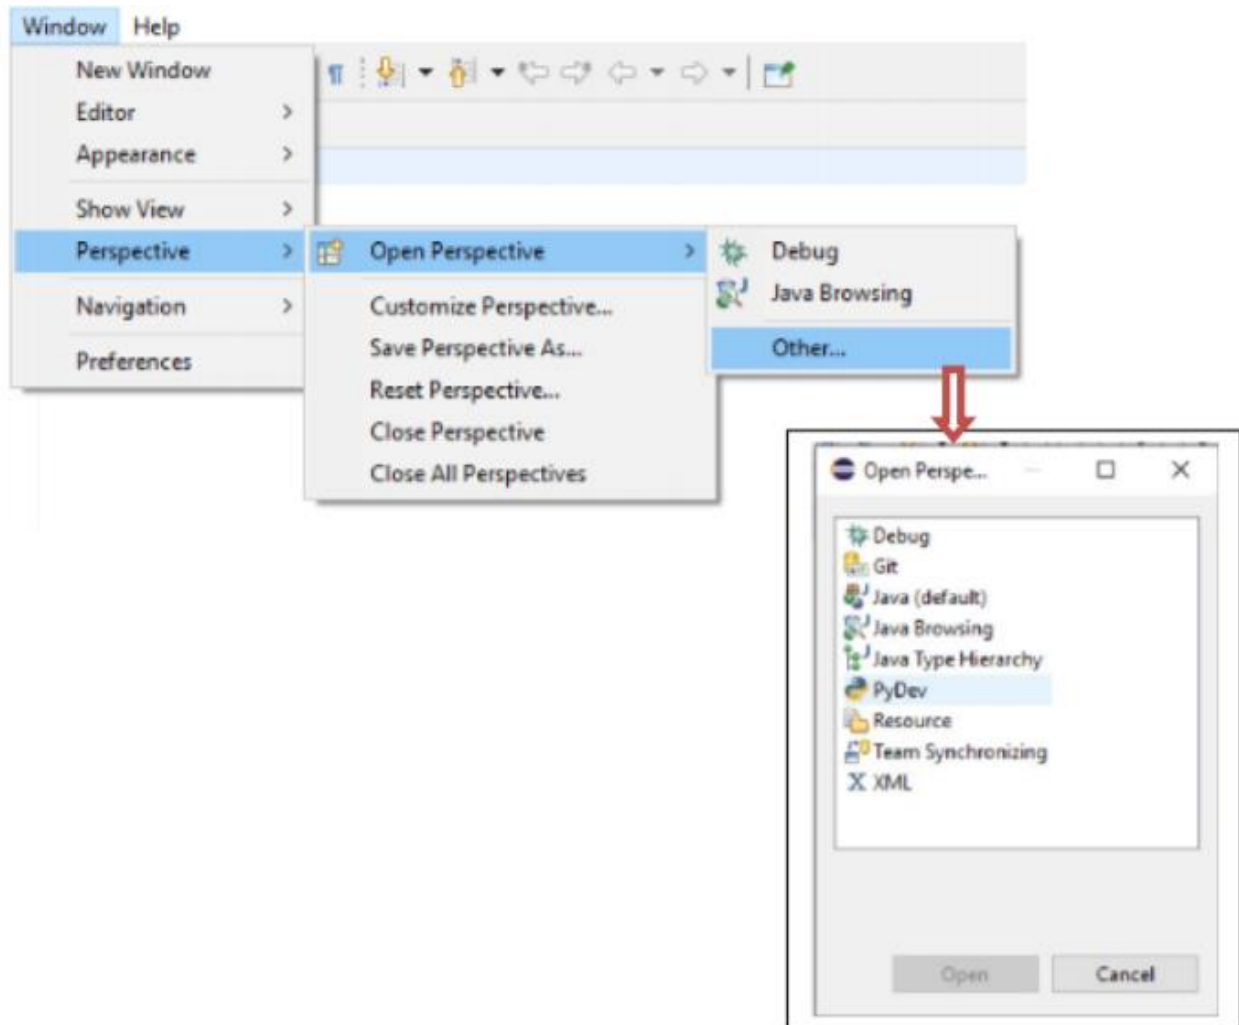 Window Help
New Window
Editor
Appearance
Show View
Perspective
Navigation
Preferences
Open Perspective
Customize Perspective...
Save Perspective As...
Reset Perspective...
Close Perspective
Close All Perspectives
Debug
Java Browsing
Other...
Open Perspe...
Debug
Git
Java (default)
Java Browsing
Java Type Hierarchy
PyDev
Resource
Team Synchronizing
XML
Open Cancel